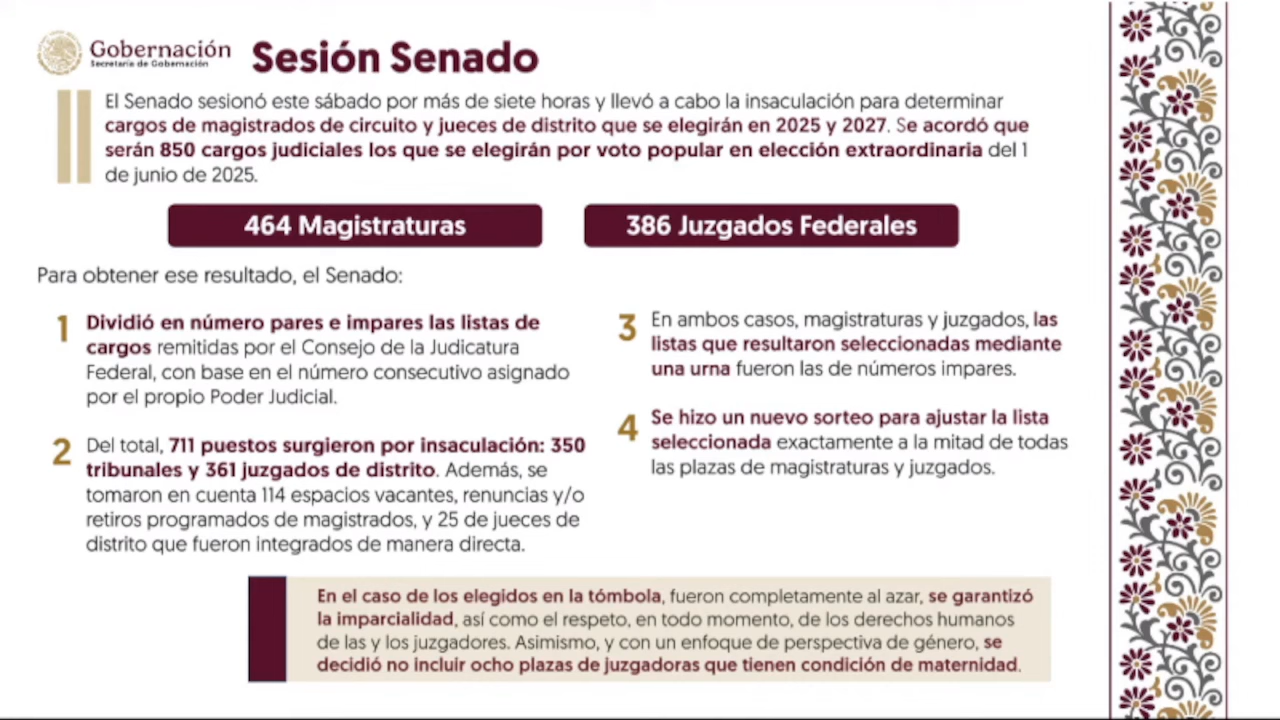 Gobernación
Secretaría de Gobernación
Sesión Senado
El Senado sesionó este sábado por más de siete horas y llevó a cabo la insaculación para determinar
cargos de magistrados de circuito y jueces de distrito que se elegirán en 2025 y 2027. Se acordó que
serán 850 cargos judiciales los que se elegirán por voto popular en elección extraordinaria del 1
de junio de 2025.
464 Magistraturas
386 Juzgados Federales
Para obtener ese resultado, el Senado:
1
Dividió en número pares e impares las listas de
cargos remitidas por el Consejo de la Judicatura
Federal, con base en el número consecutivo asignado
por el propio Poder Judicial.
2
Del total, 711 puestos surgieron por insaculación: 350
tribunales y 361 juzgados de distrito. Además, se
tomaron en cuenta 114 espacios vacantes, renuncias y/o
retiros programados de magistrados, y 25 de jueces de
distrito que fueron integrados de manera directa.
3
En ambos casos, magistraturas y juzgados, las
listas que resultaron seleccionadas mediante
una urna fueron las de números impares.
4
Se hizo un nuevo sorteo para ajustar la lista
seleccionada exactamente a la mitad de todas
las plazas de magistraturas y juzgados.
En el caso de los elegidos en la tómbola, fueron completamente al azar, se garantizó
la imparcialidad, así como el respeto, en todo momento, de los derechos humanos
de las y los juzgadores. Asimismo, y con un enfoque de perspectiva de género, se
decidió no incluir ocho plazas de juzgadoras que tienen condición de maternidad.